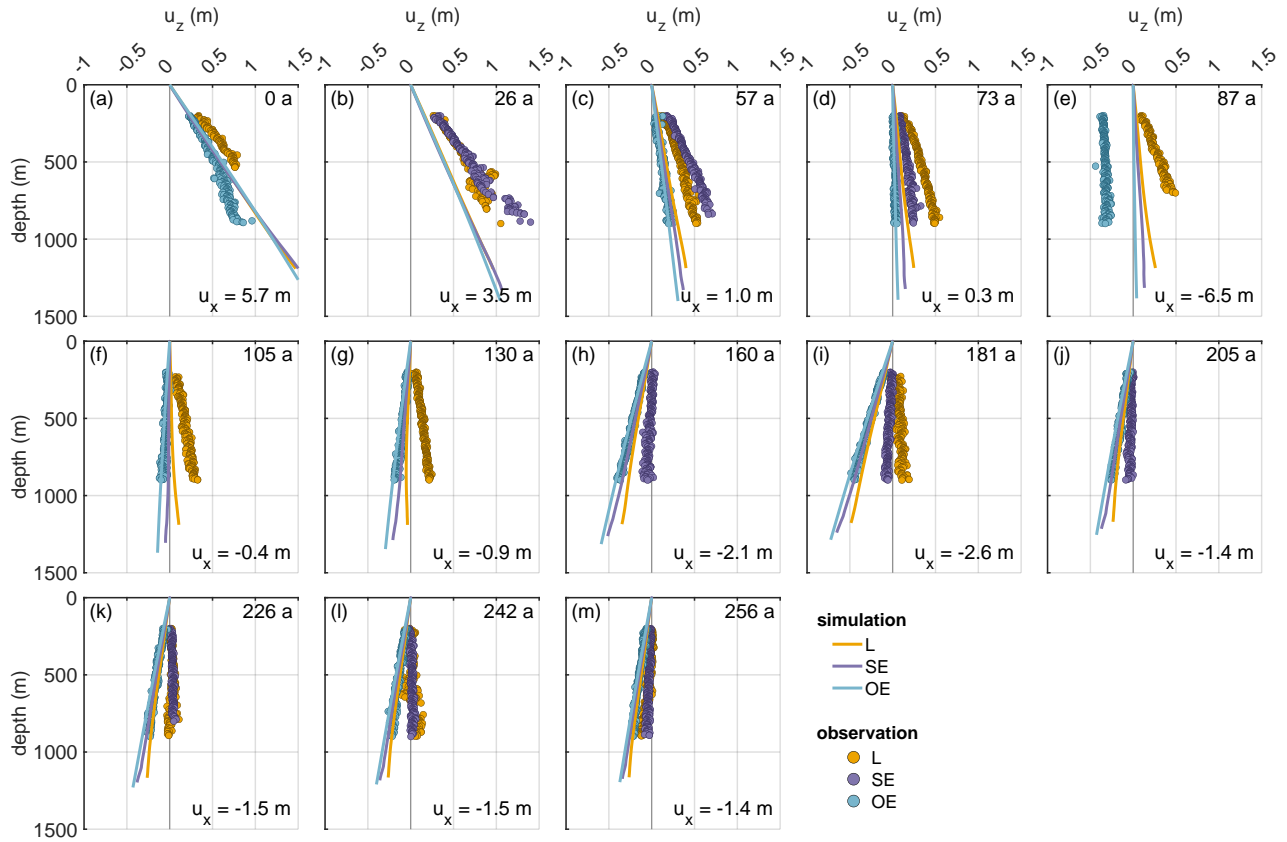 u_z (m) u_z (m) u_z (m) u_z (m) u_z (m)
-1 -0.5 0 0.5 1 1.5 -1 -0.5 0 0.5 1 1.5 -1 -0.5 0 0.5 1 1.5 -1 -0.5 0 0.5 1 1.5 -1 -0.5 0 0.5 1 1.5
0
(a) 0 a (b) 26 a (c) 57 a (d) 73 a (e) 87 a
500
depth (m)
1000
u_x = 5.7 m u_x = 3.5 m u_x = 1.0 m u_x = 0.3 m u_x = -6.5 m
1500
0
(f) 105 a (g) 130 a (h) 160 a (i) 181 a (j) 205 a
500
depth (m)
1000
u_x = -0.4 m u_x = -0.9 m u_x = -2.1 m u_x = -2.6 m u_x = -1.4 m
1500
0
(k) 226 a (l) 242 a (m) 256 a
500
depth (m)
1000
u_x = -1.5 m u_x = -1.5 m u_x = -1.4 m
1500
simulation
L
SE
OE
observation
L
SE
OE